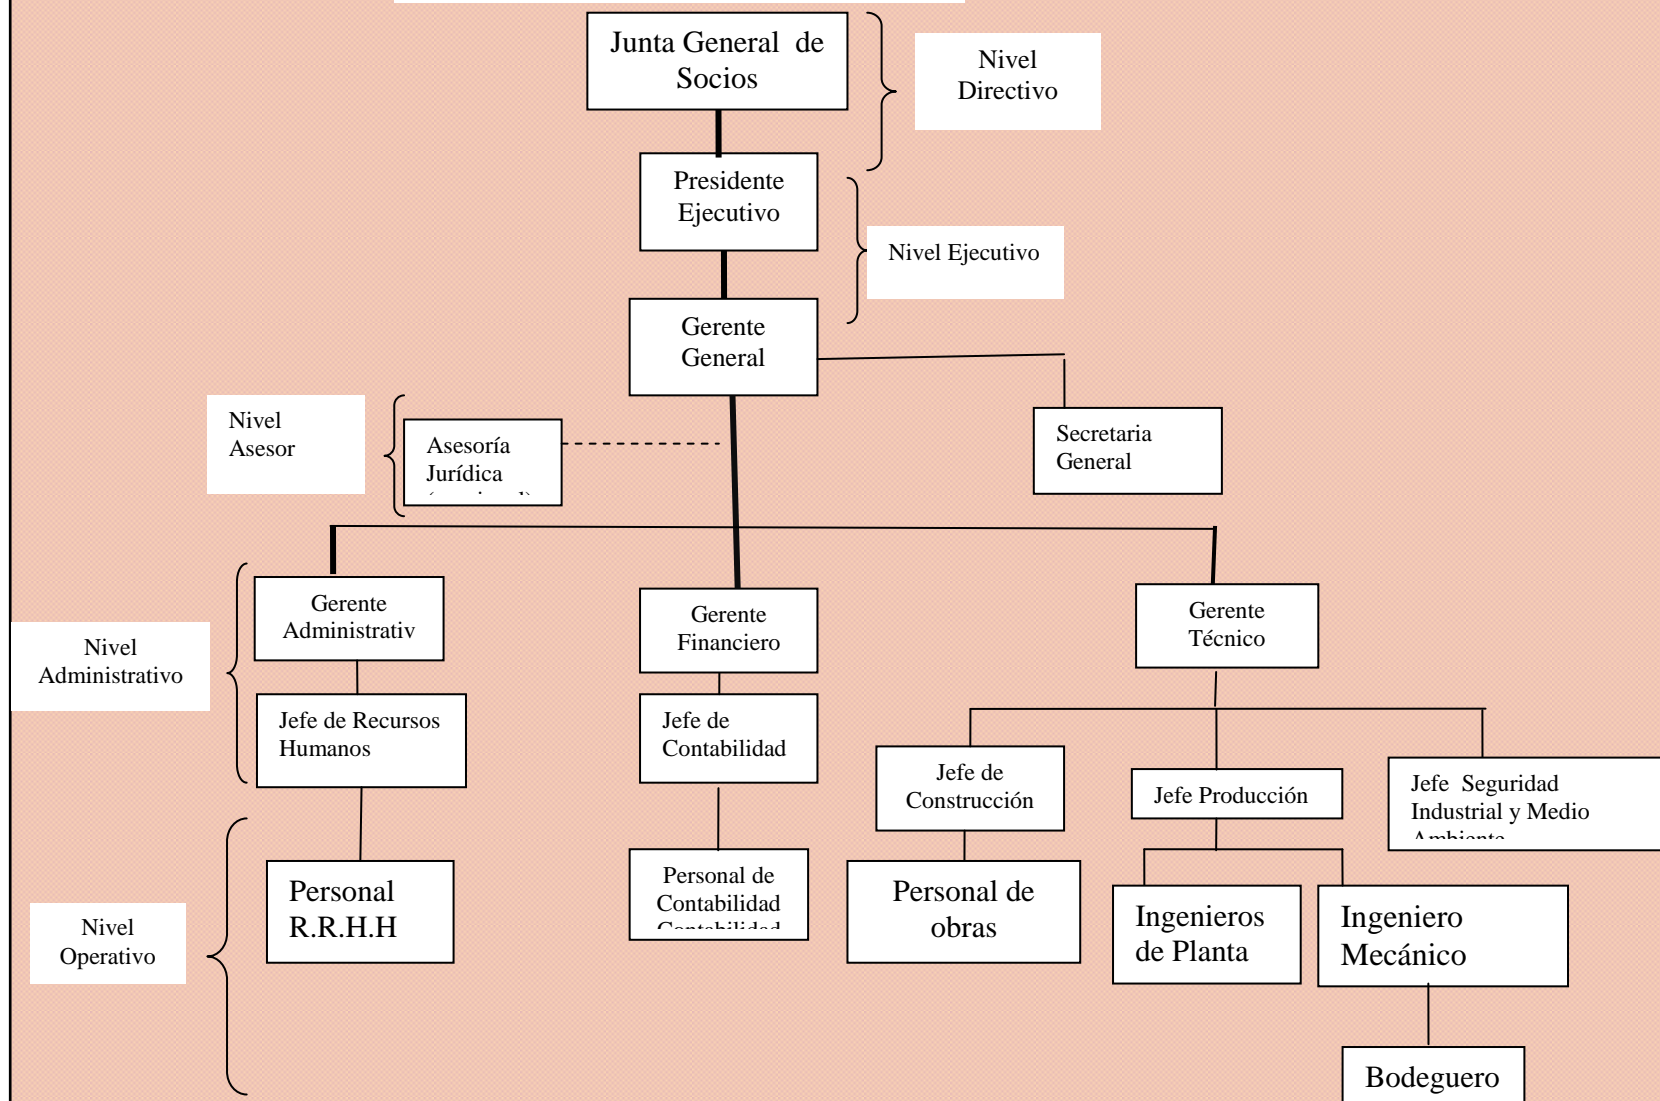 Junta General de
Socios
Nivel
Directivo
Presidente
Ejecutivo
Nivel Ejecutivo
Gerente
General
Nivel
Asesor
Asesoría
Jurídica
Secretaria
General
Gerente
Administrativ
Gerente
Financiero
Gerente
Técnico
Nivel
Administrativo
Jefe de Recursos
Humanos
Jefe de
Contabilidad
Jefe de
Construcción
Jefe Producción
Jefe Seguridad
Industrial y Medio
Ambiente
Personal
R.R.H.H
Personal de
Contabilidad
Contabilidad
Personal de
obras
Ingenieros
de Planta
Ingeniero
Mecánico
Nivel
Operativo
Bodeguero